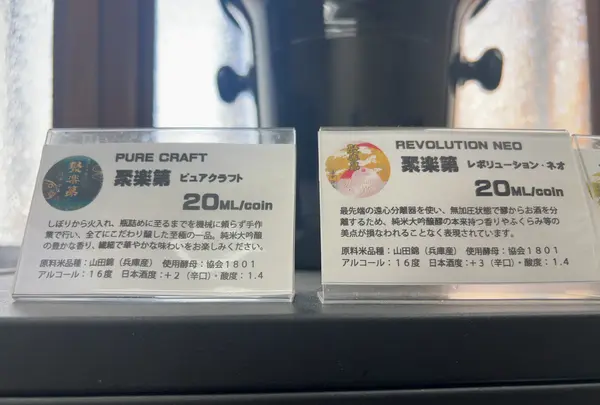 PURE CRAFT
聚楽第 ピュアクラフト
20ML/coin
しぼりから火入れ、瓶詰めに至るまでを機械に頼らず手作
業で行い、全てにこだわり醸した至極の一品。純米大吟醸
の豊かな香り、繊細で華やかな味わいをお楽しみください。
原料米品種:山田錦(兵庫産) 使用酵母:協会1801
アルコール:16度 日本酒度:+2(辛口)・酸度:1.4
聚楽第
REVOLUTION NEO
聚楽第 レボリューション・ネオ
20ML/coin
最先端の遠心分離器を使い、無加圧状態で醪からお酒を分
離するため、純米大吟醸酵の本来持つ香りやふくらみ等の
美点が損なわれることなく表現されています。
原料米品種:山田錦(兵庫産) 使用酵母:協会1801
アルコール:16度 日本酒度:+3(辛口)・酸度:1.4